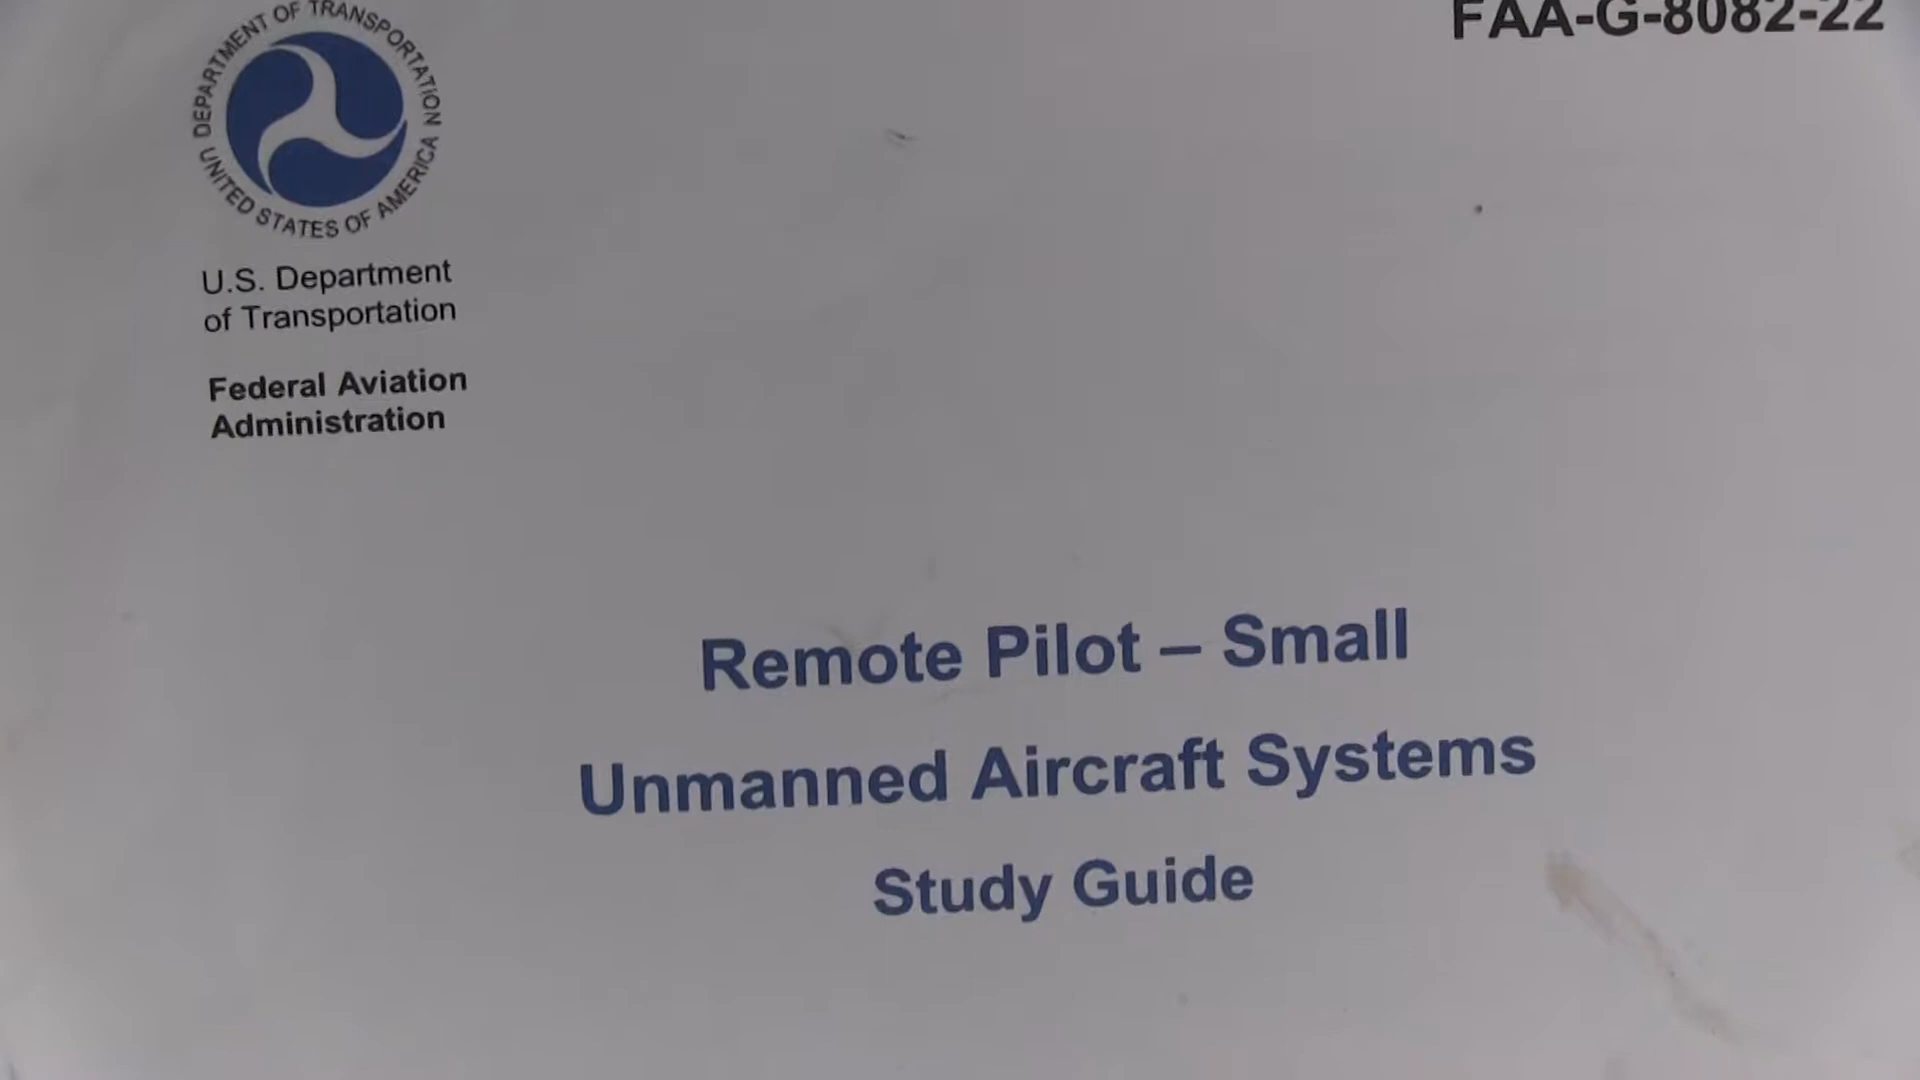 DEPARTMENT OF TRANSPORTATION
UNITED STATES OF AMERICA
FAA-G-8082-22
U.S. Department
of Transportation
Federal Aviation
Administration
Remote Pilot – Small
Unmanned Aircraft Systems
Study Guide